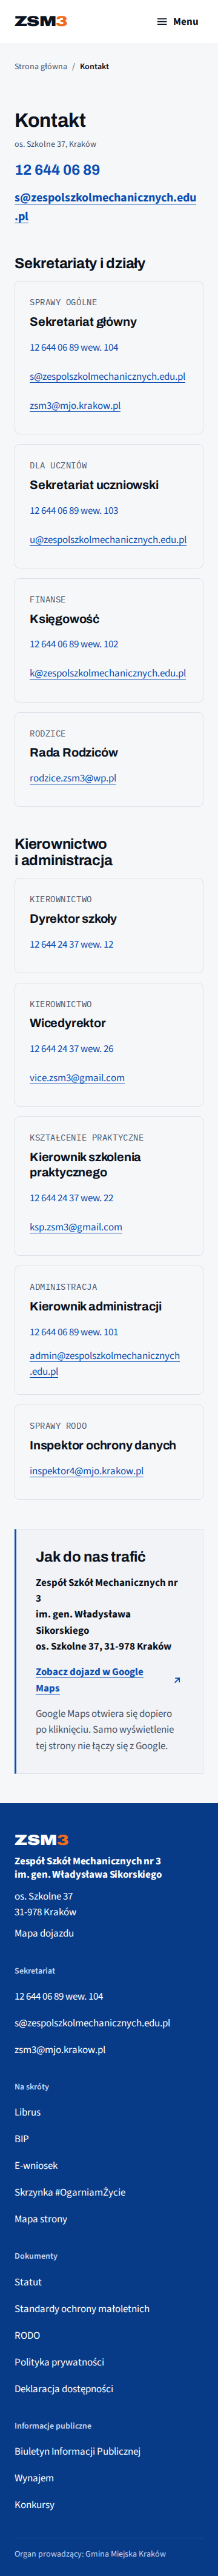 ZSM3
Menu
Strona główna / Kontakt
Kontakt
os. Szkolne 37, Kraków
12 644 06 89
s@zespolszkolmechanicznych.edu
.pl
Sekretariaty i działy
SPRAWY OGÓLNE
Sekretariat główny
12 644 06 89 wew. 104
s@zespolszkolmechanicznych.edu.pl
zsm3@mjo.krakow.pl
DLA UCZNIÓW
Sekretariat uczniowski
12 644 06 89 wew. 103
u@zespolszkolmechanicznych.edu.pl
FINANSE
Księgowość
12 644 06 89 wew. 102
k@zespolszkolmechanicznych.edu.pl
RODZICE
Rada Rodziców
rodzice.zsm3@wp.pl
Kierownictwo
i administracja
KIEROWNICTWO
Dyrektor szkoły
12 644 24 37 wew. 12
KIEROWNICTWO
Wicedyrektor
12 644 24 37 wew. 26
vice.zsm3@gmail.com
KSZTAŁCENIE PRAKTYCZNE
Kierownik szkolenia
praktycznego
12 644 24 37 wew. 22
ksp.zsm3@gmail.com
ADMINISTRACJA
Kierownik administracji
12 644 06 89 wew. 101
admin@zespolszkolmechanicznych
.edu.pl
SPRAWY RODO
Inspektor ochrony danych
inspektor4@mjo.krakow.pl
Jak do nas trafić
Zespół Szkół Mechanicznych nr
3
im. gen. Władysława
Sikorskiego
os. Szkolne 37, 31-978 Kraków
Zobacz dojazd w Google
Maps
Google Maps otwiera się dopiero
po kliknięciu. Samo wyświetlenie
tej strony nie łączy się z Google.
ZSM3
Zespół Szkół Mechanicznych nr 3
im. gen. Władysława Sikorskiego
os. Szkolne 37
31-978 Kraków
Mapa dojazdu
Sekretariat
12 644 06 89 wew. 104
s@zespolszkolmechanicznych.edu.pl
zsm3@mjo.krakow.pl
Na skróty
Librus
BIP
E-wniosek
Skrzynka #OgarniamŻycie
Mapa strony
Dokumenty
Statut
Standardy ochrony małoletnich
RODO
Polityka prywatności
Deklaracja dostępności
Informacje publiczne
Biuletyn Informacji Publicznej
Wynajem
Konkursy
Organ prowadzący: Gmina Miejska Kraków